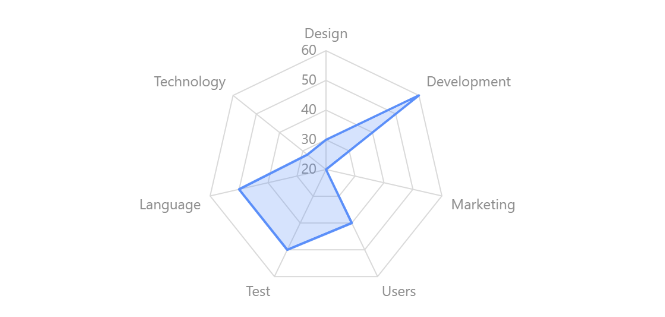 Design
60
Technology
Development
50
40
30
20
Language
Marketing
Test
Users